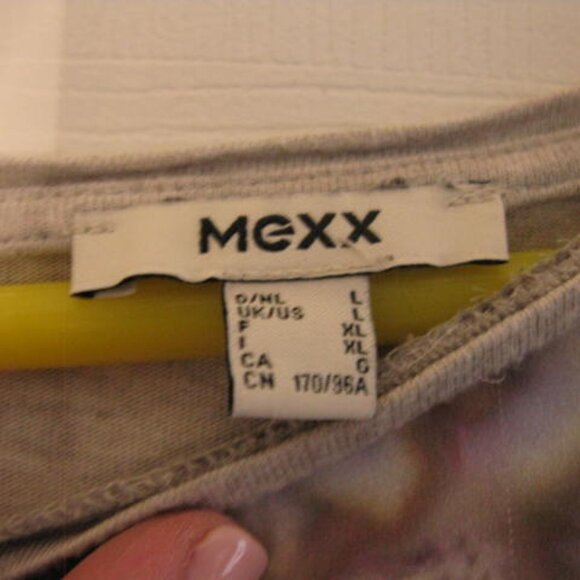 MEXX
D/NL L
UK/US L
F XL
I XL
CA G
CN 170/96A